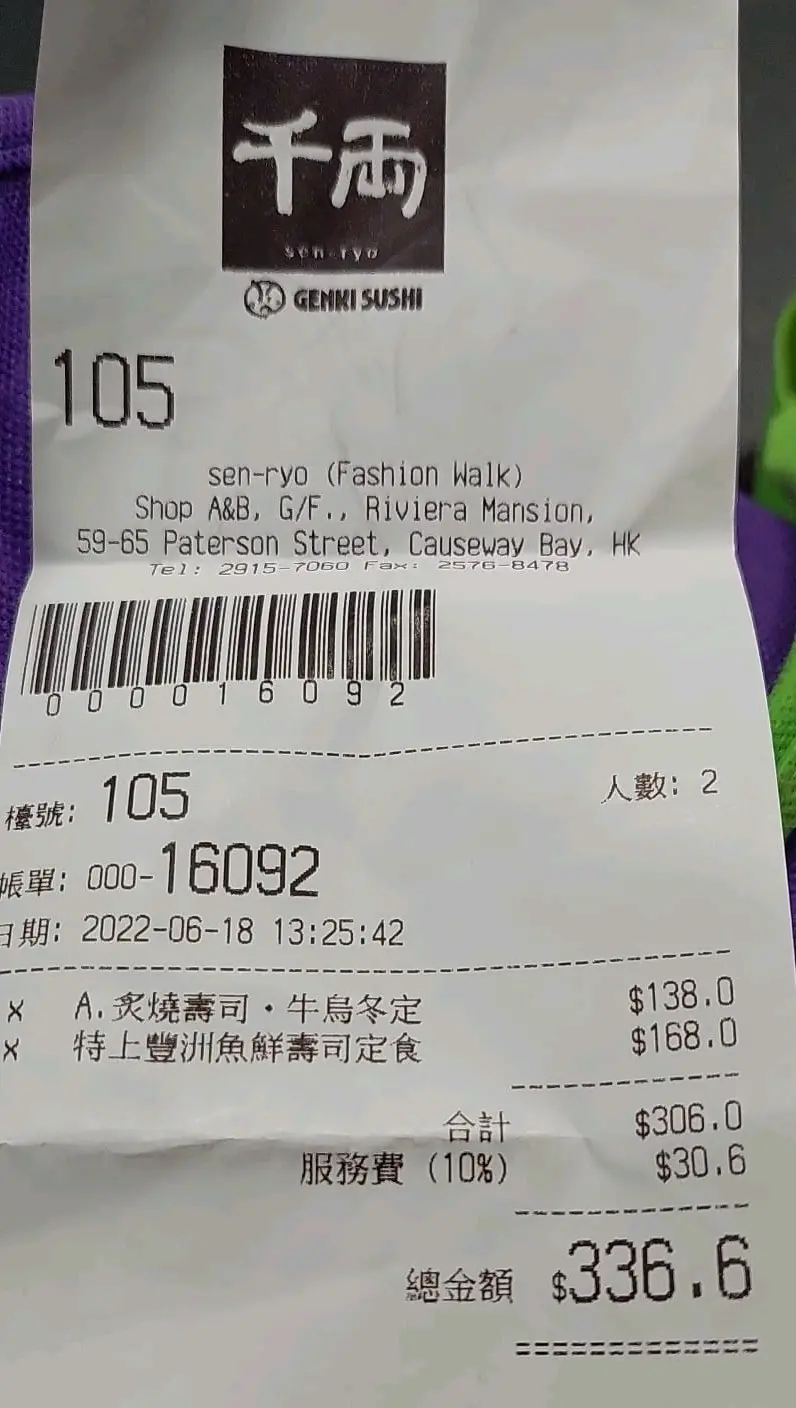 千両
sen-ryo
GENKI SUSHI
105
sen-ryo (Fashion Walk)
Shop A&B, G/F., Riviera Mansion,
59-65 Paterson Street, Causeway Bay, HK
Tel: 2915-7060 Fax: 2576-8478
000016092
檯號: 105 人數: 2
帳單: 000-16092
日期: 2022-06-18 13:25:42
x A.炙燒壽司·牛烏冬定 $138.0
x 特上豐洲魚鮮壽司定食 $168.0
合計 $306.0
服務費 (10%) $30.6
總金額 $336.6